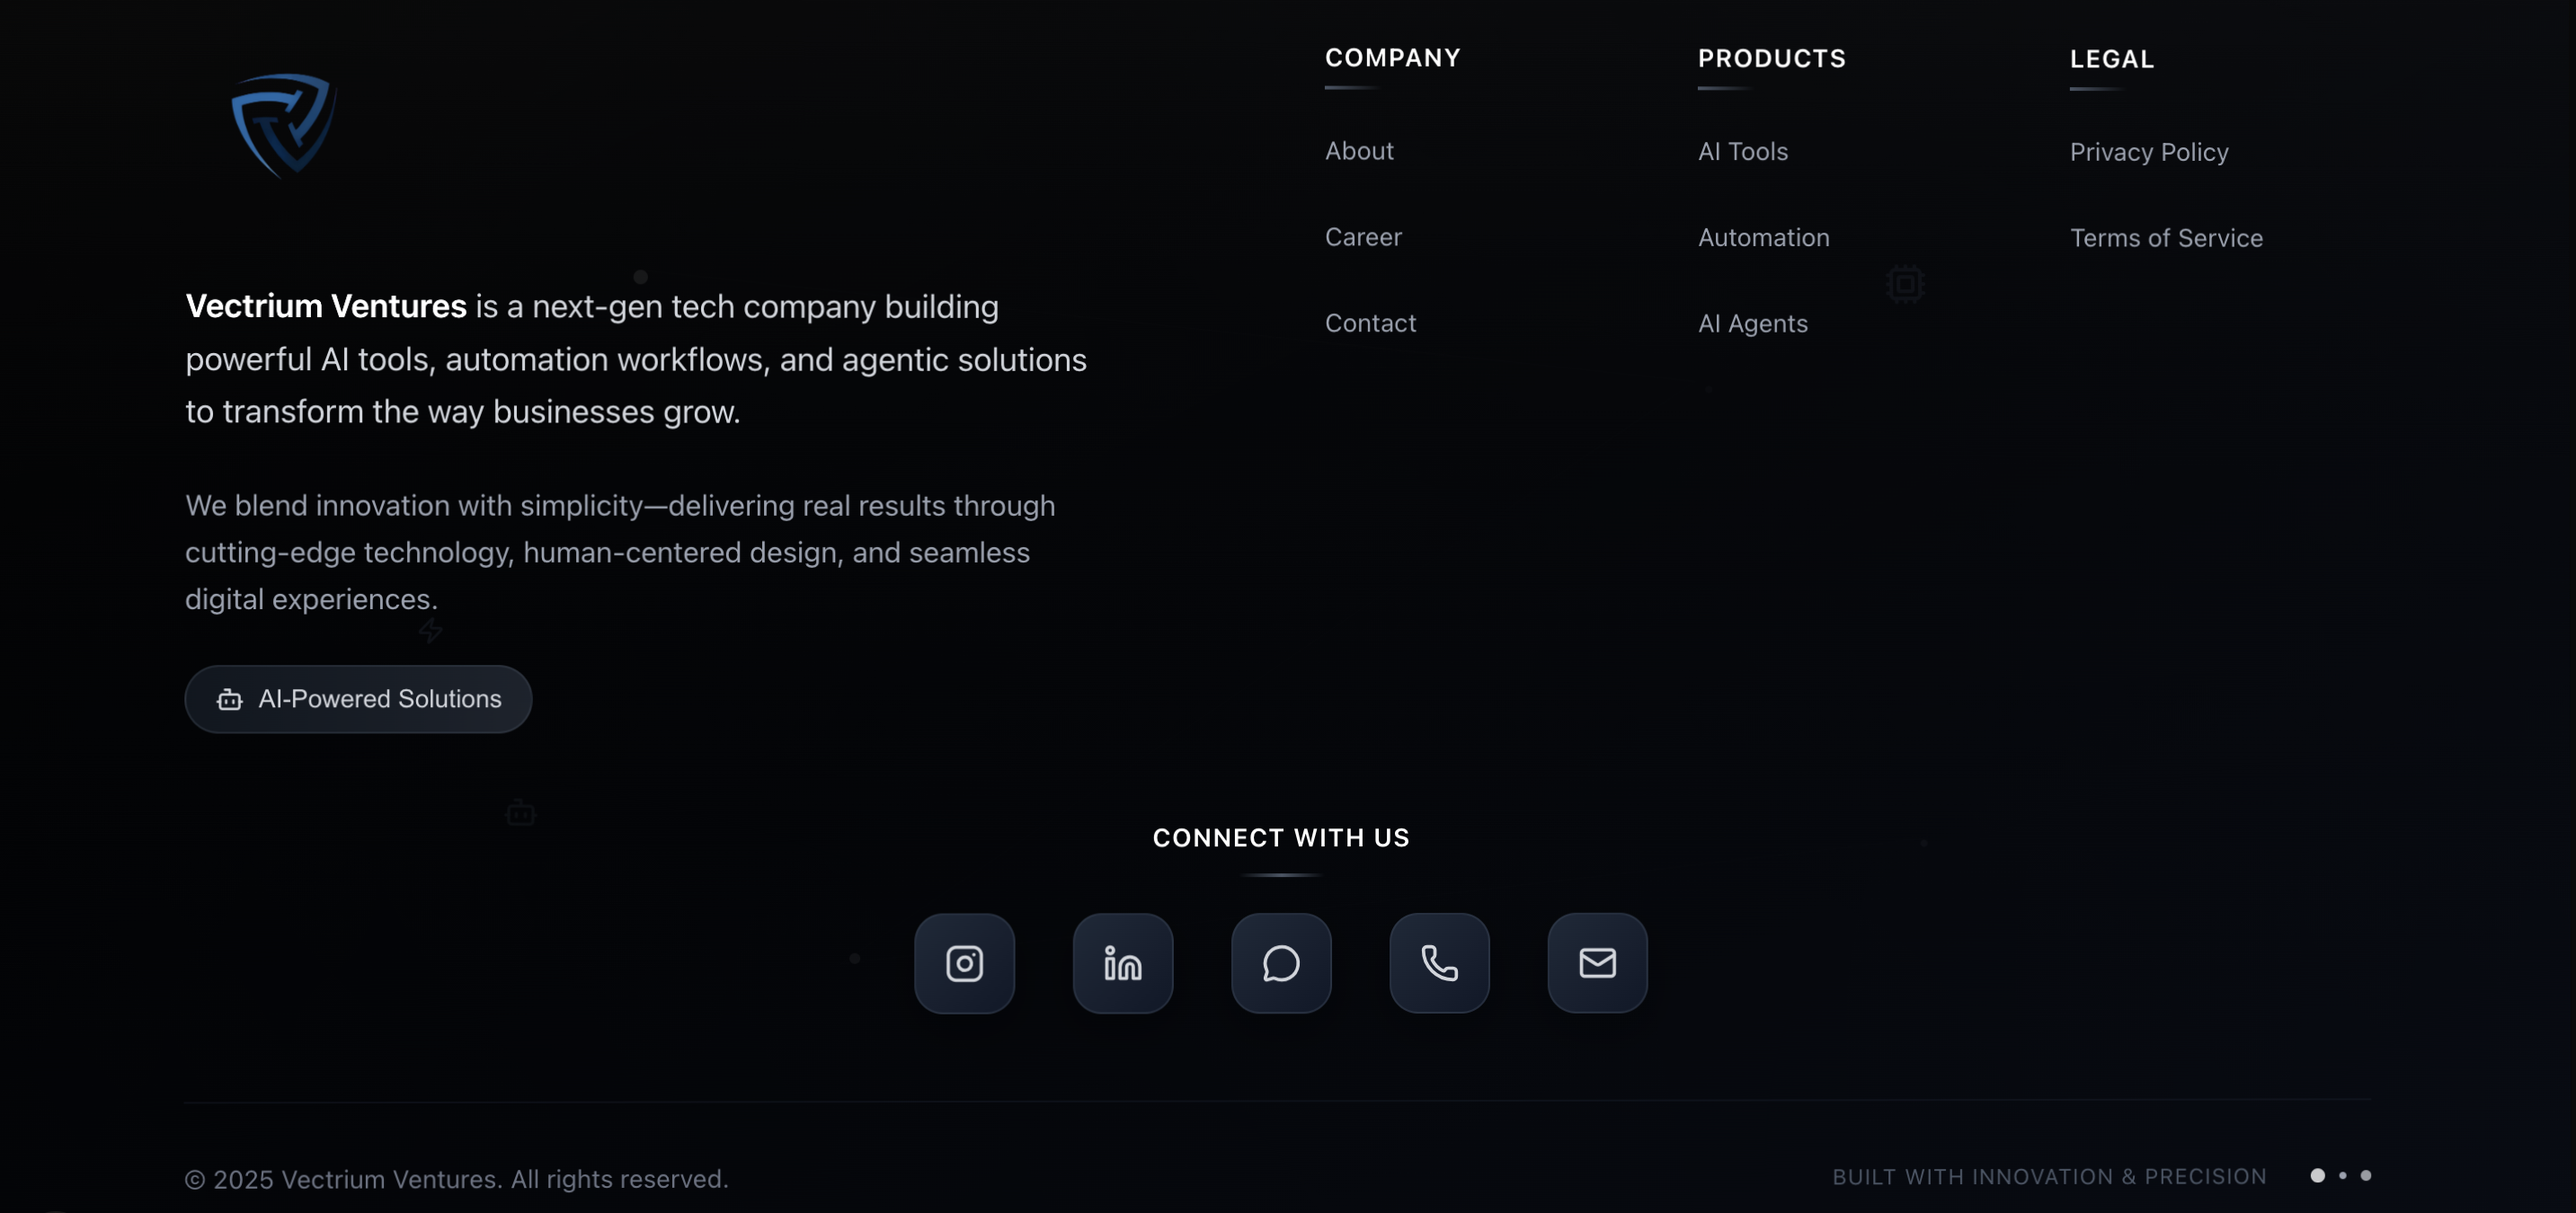 Vectrium Ventures is a next-gen tech company building
powerful AI tools, automation workflows, and agentic solutions
to transform the way businesses grow.
We blend innovation with simplicity—delivering real results through
cutting-edge technology, human-centered design, and seamless
digital experiences.
AI-Powered Solutions
COMPANY
About
Career
Contact
PRODUCTS
AI Tools
Automation
AI Agents
LEGAL
Privacy Policy
Terms of Service
CONNECT WITH US
© 2025 Vectrium Ventures. All rights reserved.
BUILT WITH INNOVATION & PRECISION